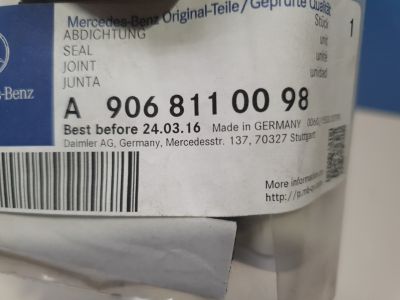 Mercedes-Benz Original-Teile/Geprüfte Qualität
ABDICHTUNG
SEAL
JOINT
JUNTA
Stück
unit
unité
unidad
1
-Benz
A 906 811 00 98
Best before 24.03.16 Made in GERMANY
Daimler AG, Germany, Mercedesstr. 137, 70327 Stuttgart
More information
http://